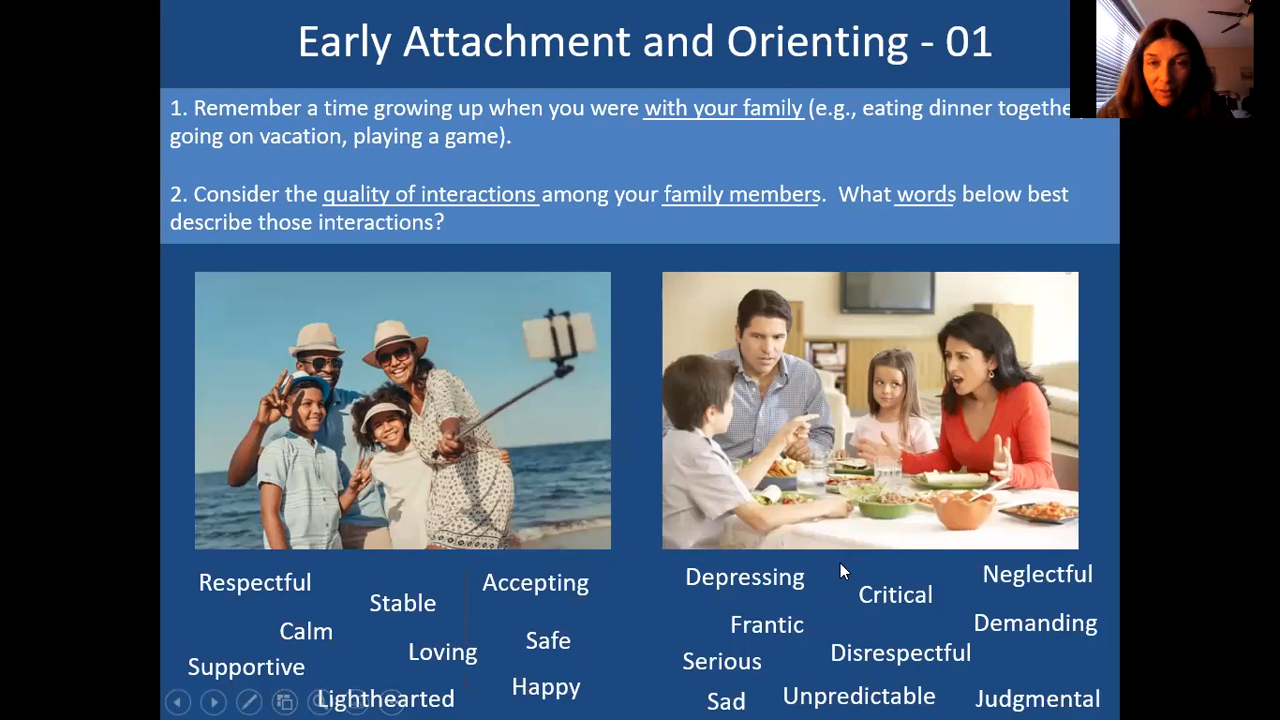 Early Attachment and Orienting - 01
1. Remember a time growing up when you were with your family (e.g., eating dinner togethe
going on vacation, playing a game).
2. Consider the quality of interactions among your family members. What words below best
describe those interactions?
Respectful
Stable
Accepting
Calm
Loving
Safe
Supportive
Lighthearted
Happy
Depressing
Critical
Neglectful
Frantic
Demanding
Serious
Disrespectful
Sad
Unpredictable
Judgmental